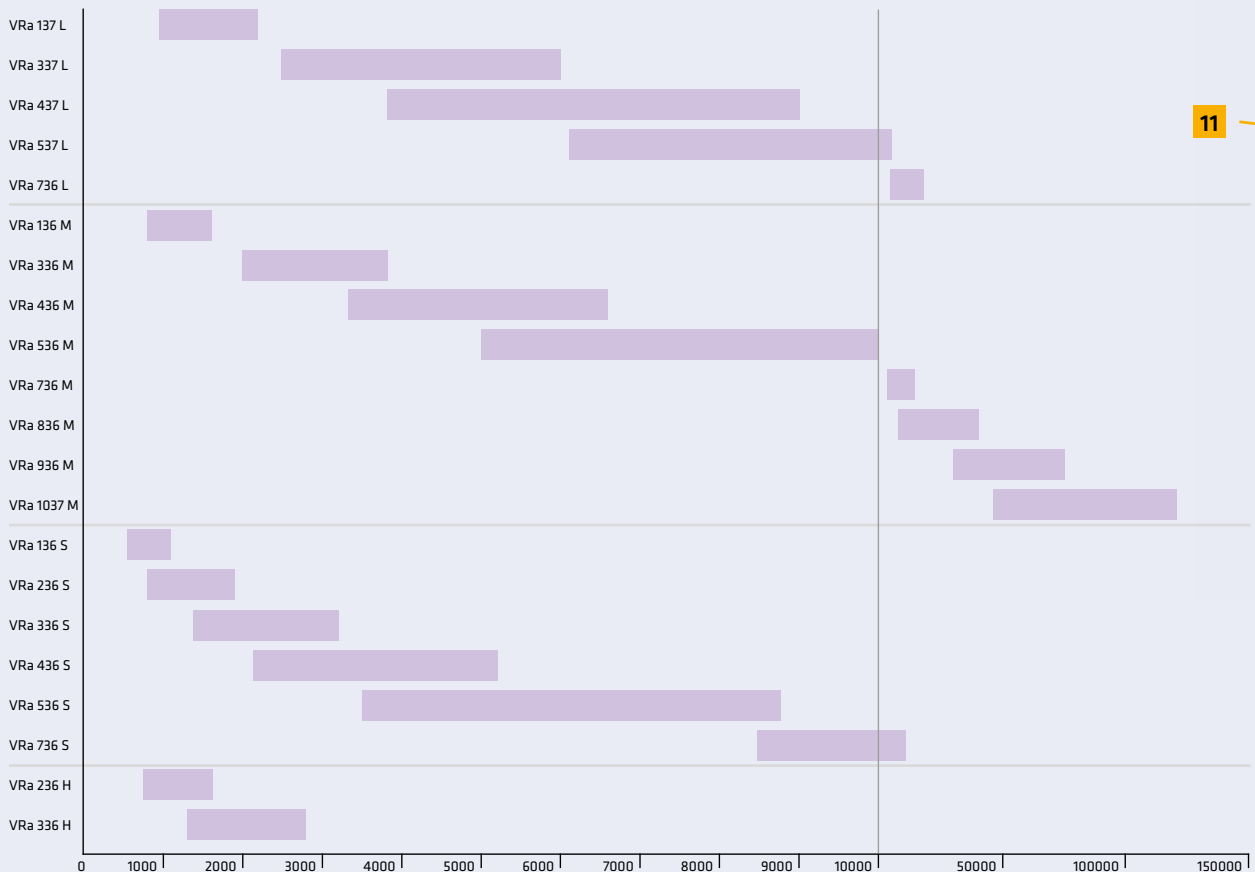 VRa 137 L
VRa 337 L
VRa 437 L
11
VRa 537 L
VRa 736 L
VRa 136 M
VRa 336 M
VRa 436 M
VRa 536 M
VRa 736 M
VRa 836 M
VRa 936 M
VRa 1037 M
VRa 136 S
VRa 236 S
VRa 336 S
VRa 436 S
VRa 536 S
VRa 736 S
VRa 236 H
VRa 336 H
0 1000 2000 3000 4000 5000 6000 7000 8000 9000 10000 50000 100000 150000